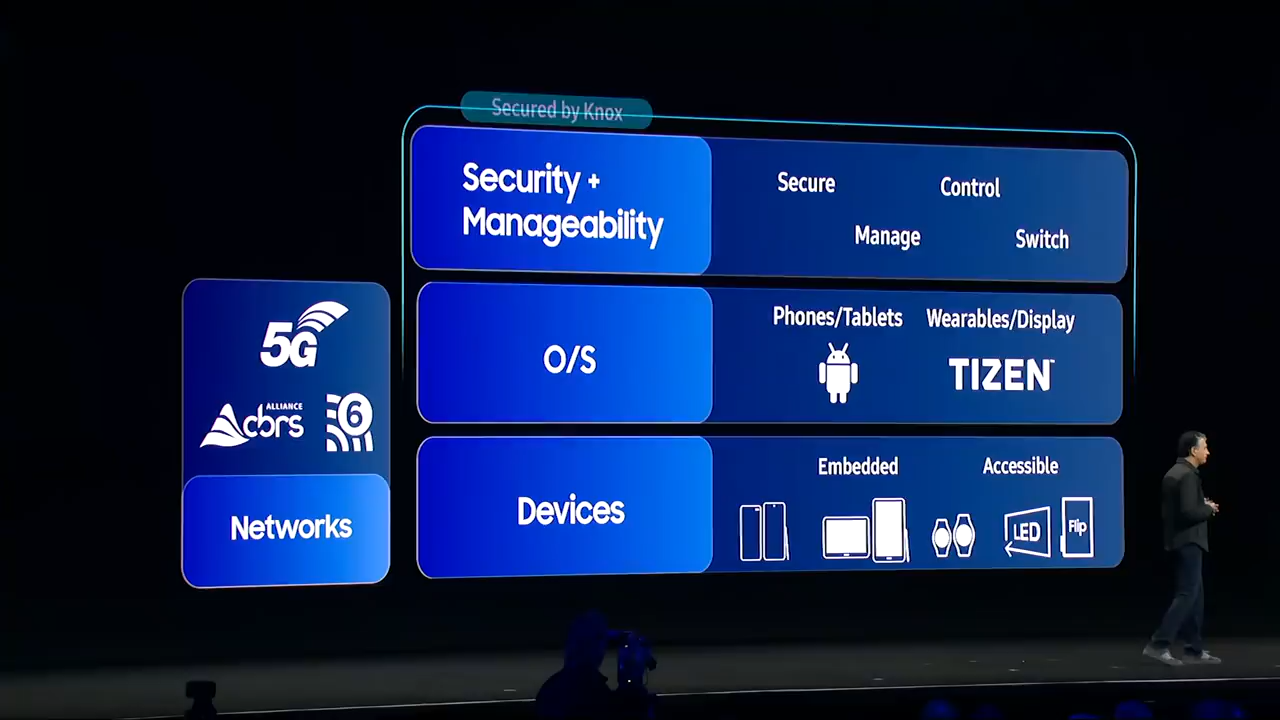 Secured by Knox
Security +
Manageability
Secure
Control
Manage
Switch
5G
ALLIANCE
cbrs
6
Networks
O/S
Phones/Tablets
Wearables/Display
TIZEN™
Devices
Embedded
Accessible
LED
Flip